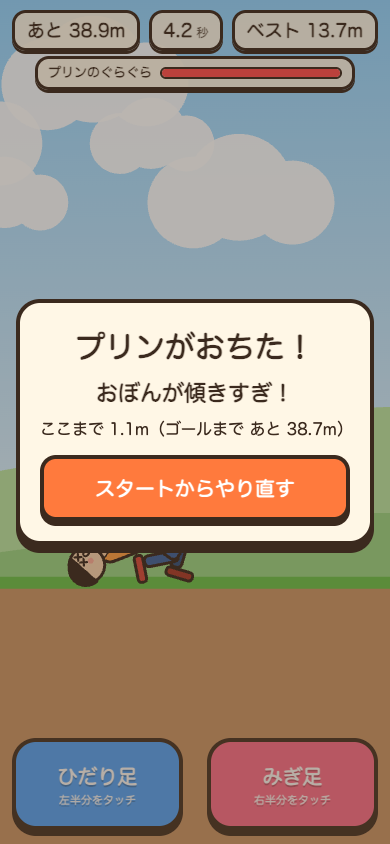 あと 38.9m
4.2 秒
ベスト 13.7m
プリンのぐらぐら
プリンがおちた！
おぼんが傾きすぎ！
ここまで 1.1m（ゴールまで あと 38.7m）
スタートからやり直す
ひだり足
左半分をタッチ
みぎ足
右半分をタッチ